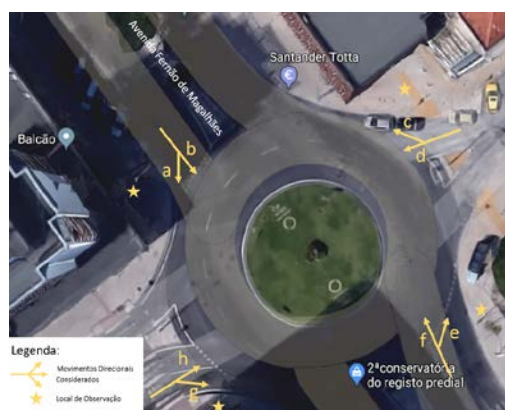 Avenida Fernão de Magalhães
Santander Totta
€
Balcão
a
b
c
d
e
f
h
g
2ª conservatória
do registo predial
Legenda:
Movimentos Direcionais
Considerados
Local de Observação